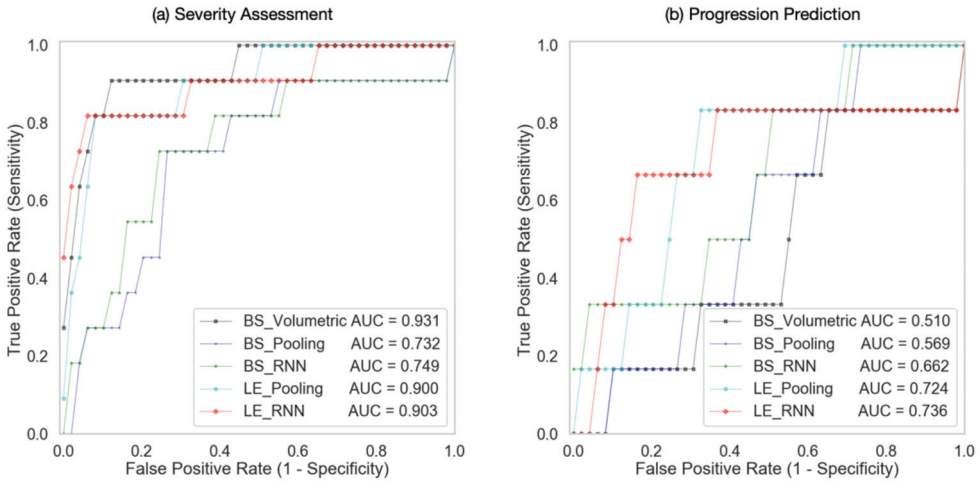 (a) Severity Assessment
True Positive Rate (Sensitivity)
1.0
0.8
0.6
0.4
0.2
0.0
BS_Volumetric AUC = 0.931
BS_Pooling AUC = 0.732
BS_RNN AUC = 0.749
LE_Pooling AUC = 0.900
LE_RNN AUC = 0.903
0.0 0.2 0.4 0.6 0.8 1.0
False Positive Rate (1 - Specificity)
(b) Progression Prediction
True Positive Rate (Sensitivity)
1.0
0.8
0.6
0.4
0.2
0.0
BS_Volumetric AUC = 0.510
BS_Pooling AUC = 0.569
BS_RNN AUC = 0.662
LE_Pooling AUC = 0.724
LE_RNN AUC = 0.736
0.0 0.2 0.4 0.6 0.8 1.0
False Positive Rate (1 - Specificity)